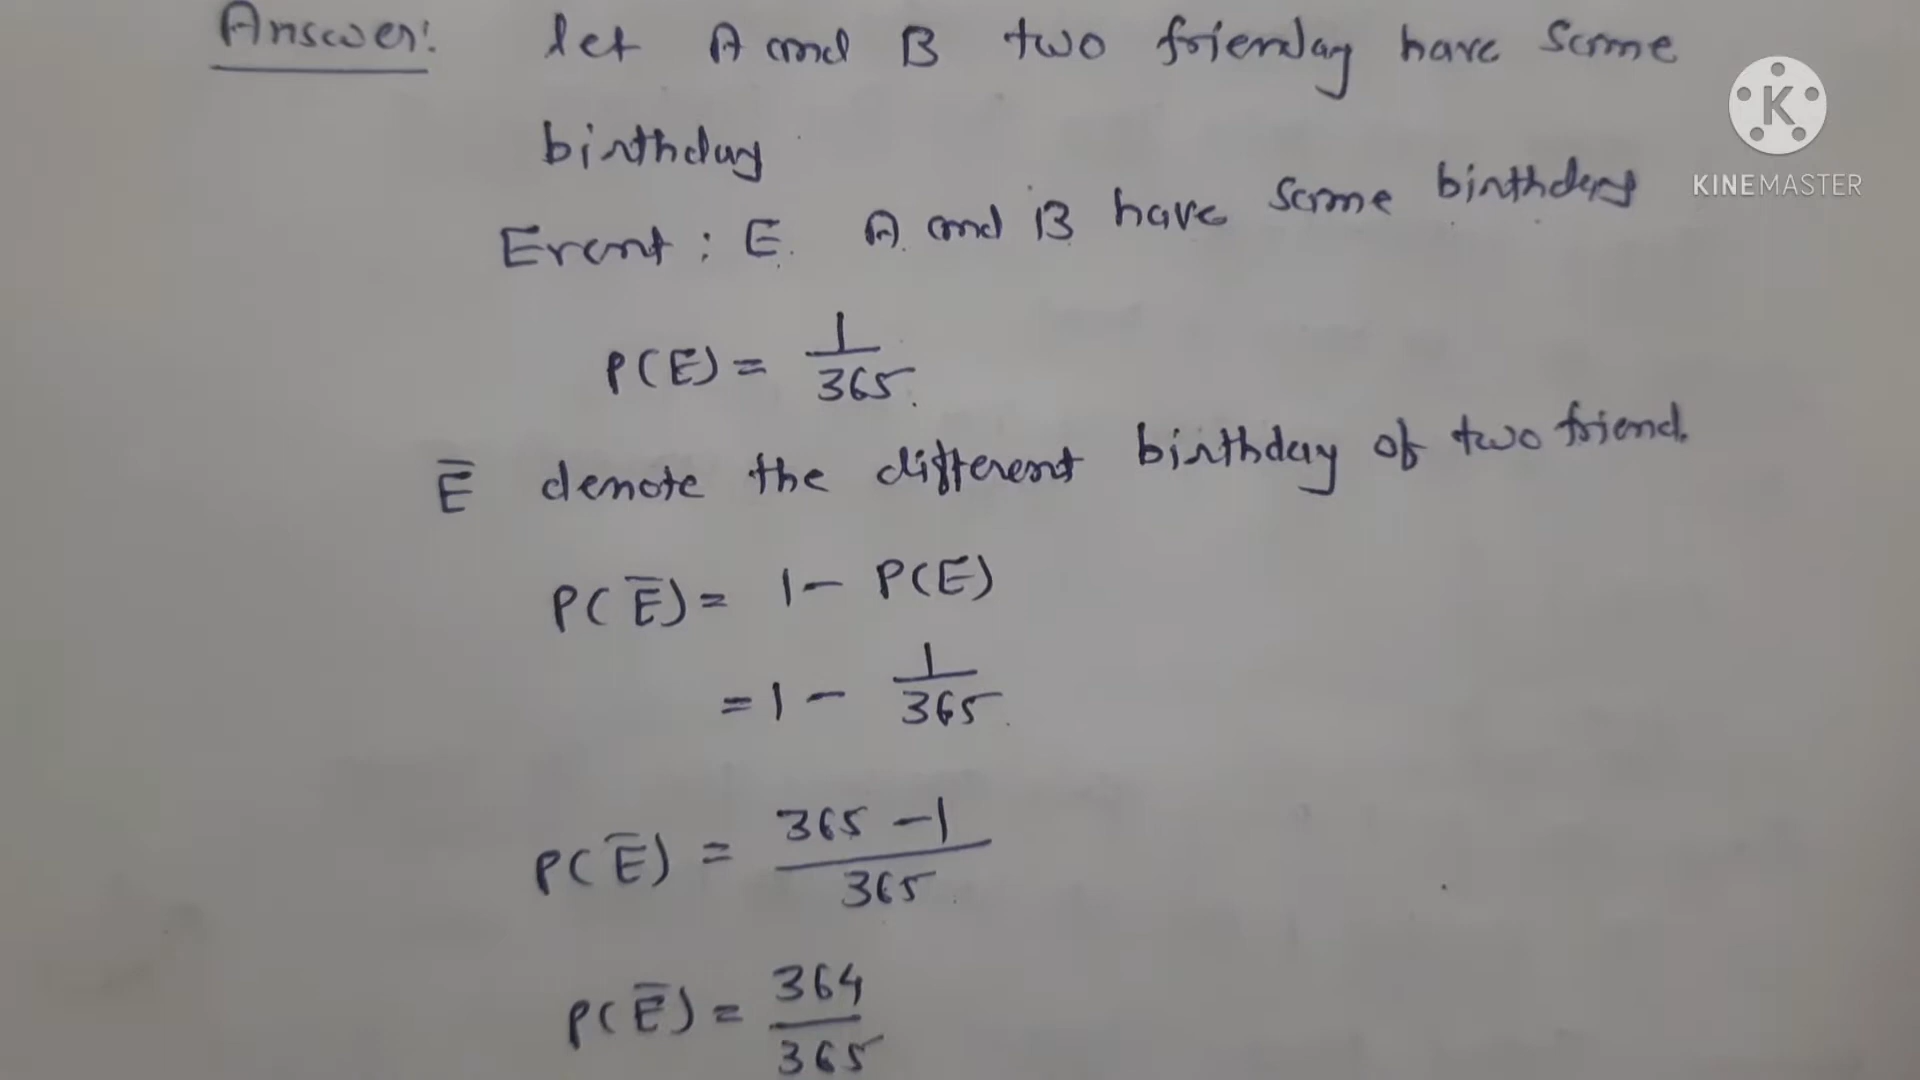 Answer: let A and B two frienday have same
birthday
Event : E. A and B have same birthday
P(E) = 1/365.
E̅ denote the different birthday of two friend.
P(E̅) = 1 - P(E)
= 1 - 1/365.
P(E̅) = 365 - 1/365.
P(E̅) = 364/365
K
KINEMASTER